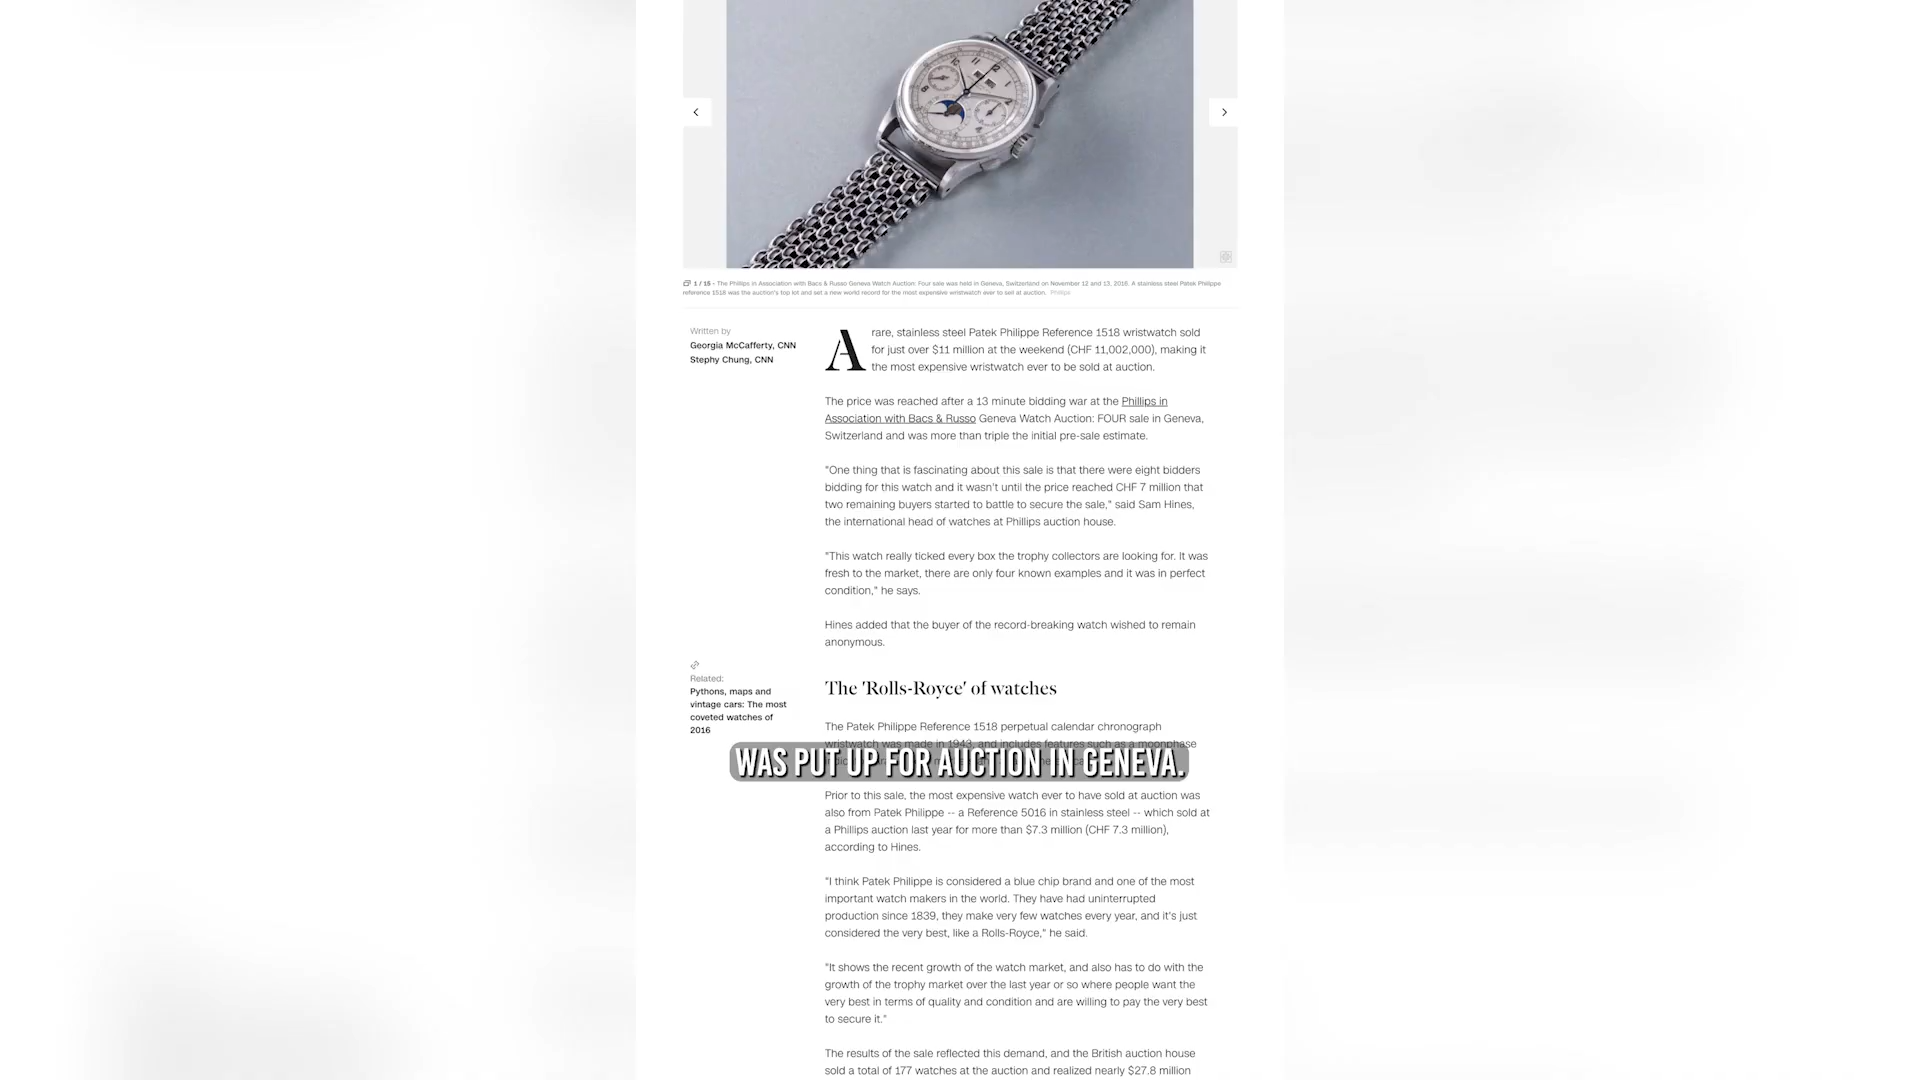 1 / 15 - The Phillips in Association with Bacs & Russo Geneva Watch Auction: Four sale was held in Geneva, Switzerland on November 12 and 13, 2016. A stainless steel Patek Philippe
reference 1518 was the auction's top lot and set a new world record for the most expensive wristwatch ever to sell at auction. Phillips
Written by
Georgia McCafferty, CNN
Stephy Chung, CNN
A rare, stainless steel Patek Philippe Reference 1518 wristwatch sold
for just over $11 million at the weekend (CHF 11,002,000), making it
the most expensive wristwatch ever to be sold at auction.
The price was reached after a 13 minute bidding war at the Phillips in
Association with Bacs & Russo Geneva Watch Auction: FOUR sale in Geneva,
Switzerland and was more than triple the initial pre-sale estimate.
"One thing that is fascinating about this sale is that there were eight bidders
bidding for this watch and it wasn't until the price reached CHF 7 million that
two remaining buyers started to battle to secure the sale," said Sam Hines,
the international head of watches at Phillips auction house.
"This watch really ticked every box the trophy collectors are looking for. It was
fresh to the market, there are only four known examples and it was in perfect
condition," he says.
Hines added that the buyer of the record-breaking watch wished to remain
anonymous.
Related:
Pythons, maps and
vintage cars: The most
coveted watches of
2016
The 'Rolls-Royce' of watches
The Patek Philippe Reference 1518 perpetual calendar chronograph
wristwatch was made in 1943, and includes features such as a moonphase
WAS PUT UP FOR AUCTION IN GENEVA.
Prior to this sale, the most expensive watch ever to have sold at auction was
also from Patek Philippe -- a Reference 5016 in stainless steel -- which sold at
a Phillips auction last year for more than $7.3 million (CHF 7.3 million),
according to Hines.
"I think Patek Philippe is considered a blue chip brand and one of the most
important watch makers in the world. They have had uninterrupted
production since 1839, they make very few watches every year, and it's just
considered the very best, like a Rolls-Royce," he said.
"It shows the recent growth of the watch market, and also has to do with the
growth of the trophy market over the last year or so where people want the
very best in terms of quality and condition and are willing to pay the very best
to secure it."
The results of the sale reflected this demand, and the British auction house
sold a total of 177 watches at the auction and realized nearly $27.8 million